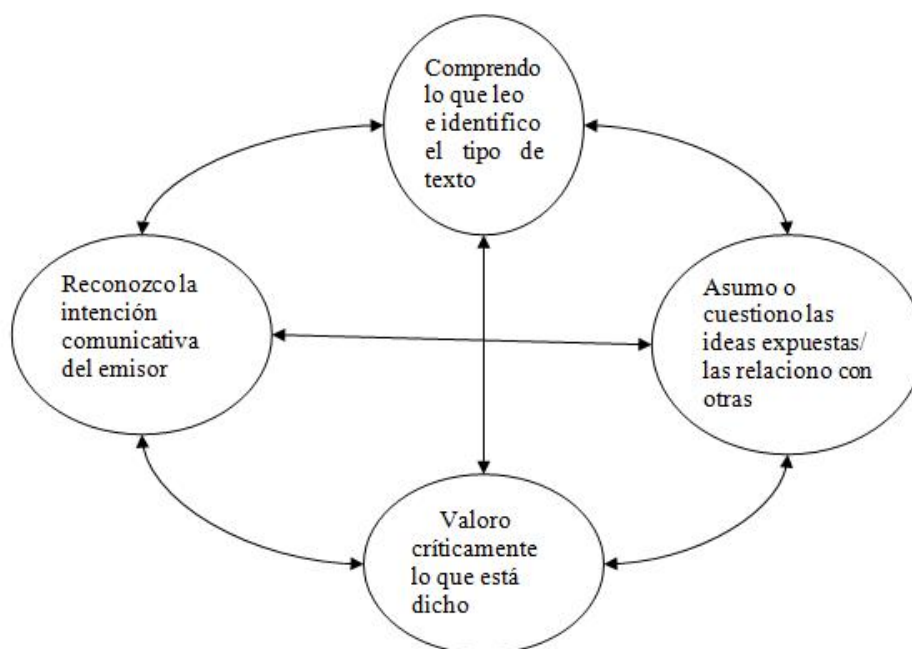 Comprendo
lo que leo
e identifico
el tipo de
texto
Reconozco la
intención
comunicativa
del emisor
Asumo o
cuestiono las
ideas expuestas/
las relaciono con
otras
Valoro
críticamente
lo que está
dicho